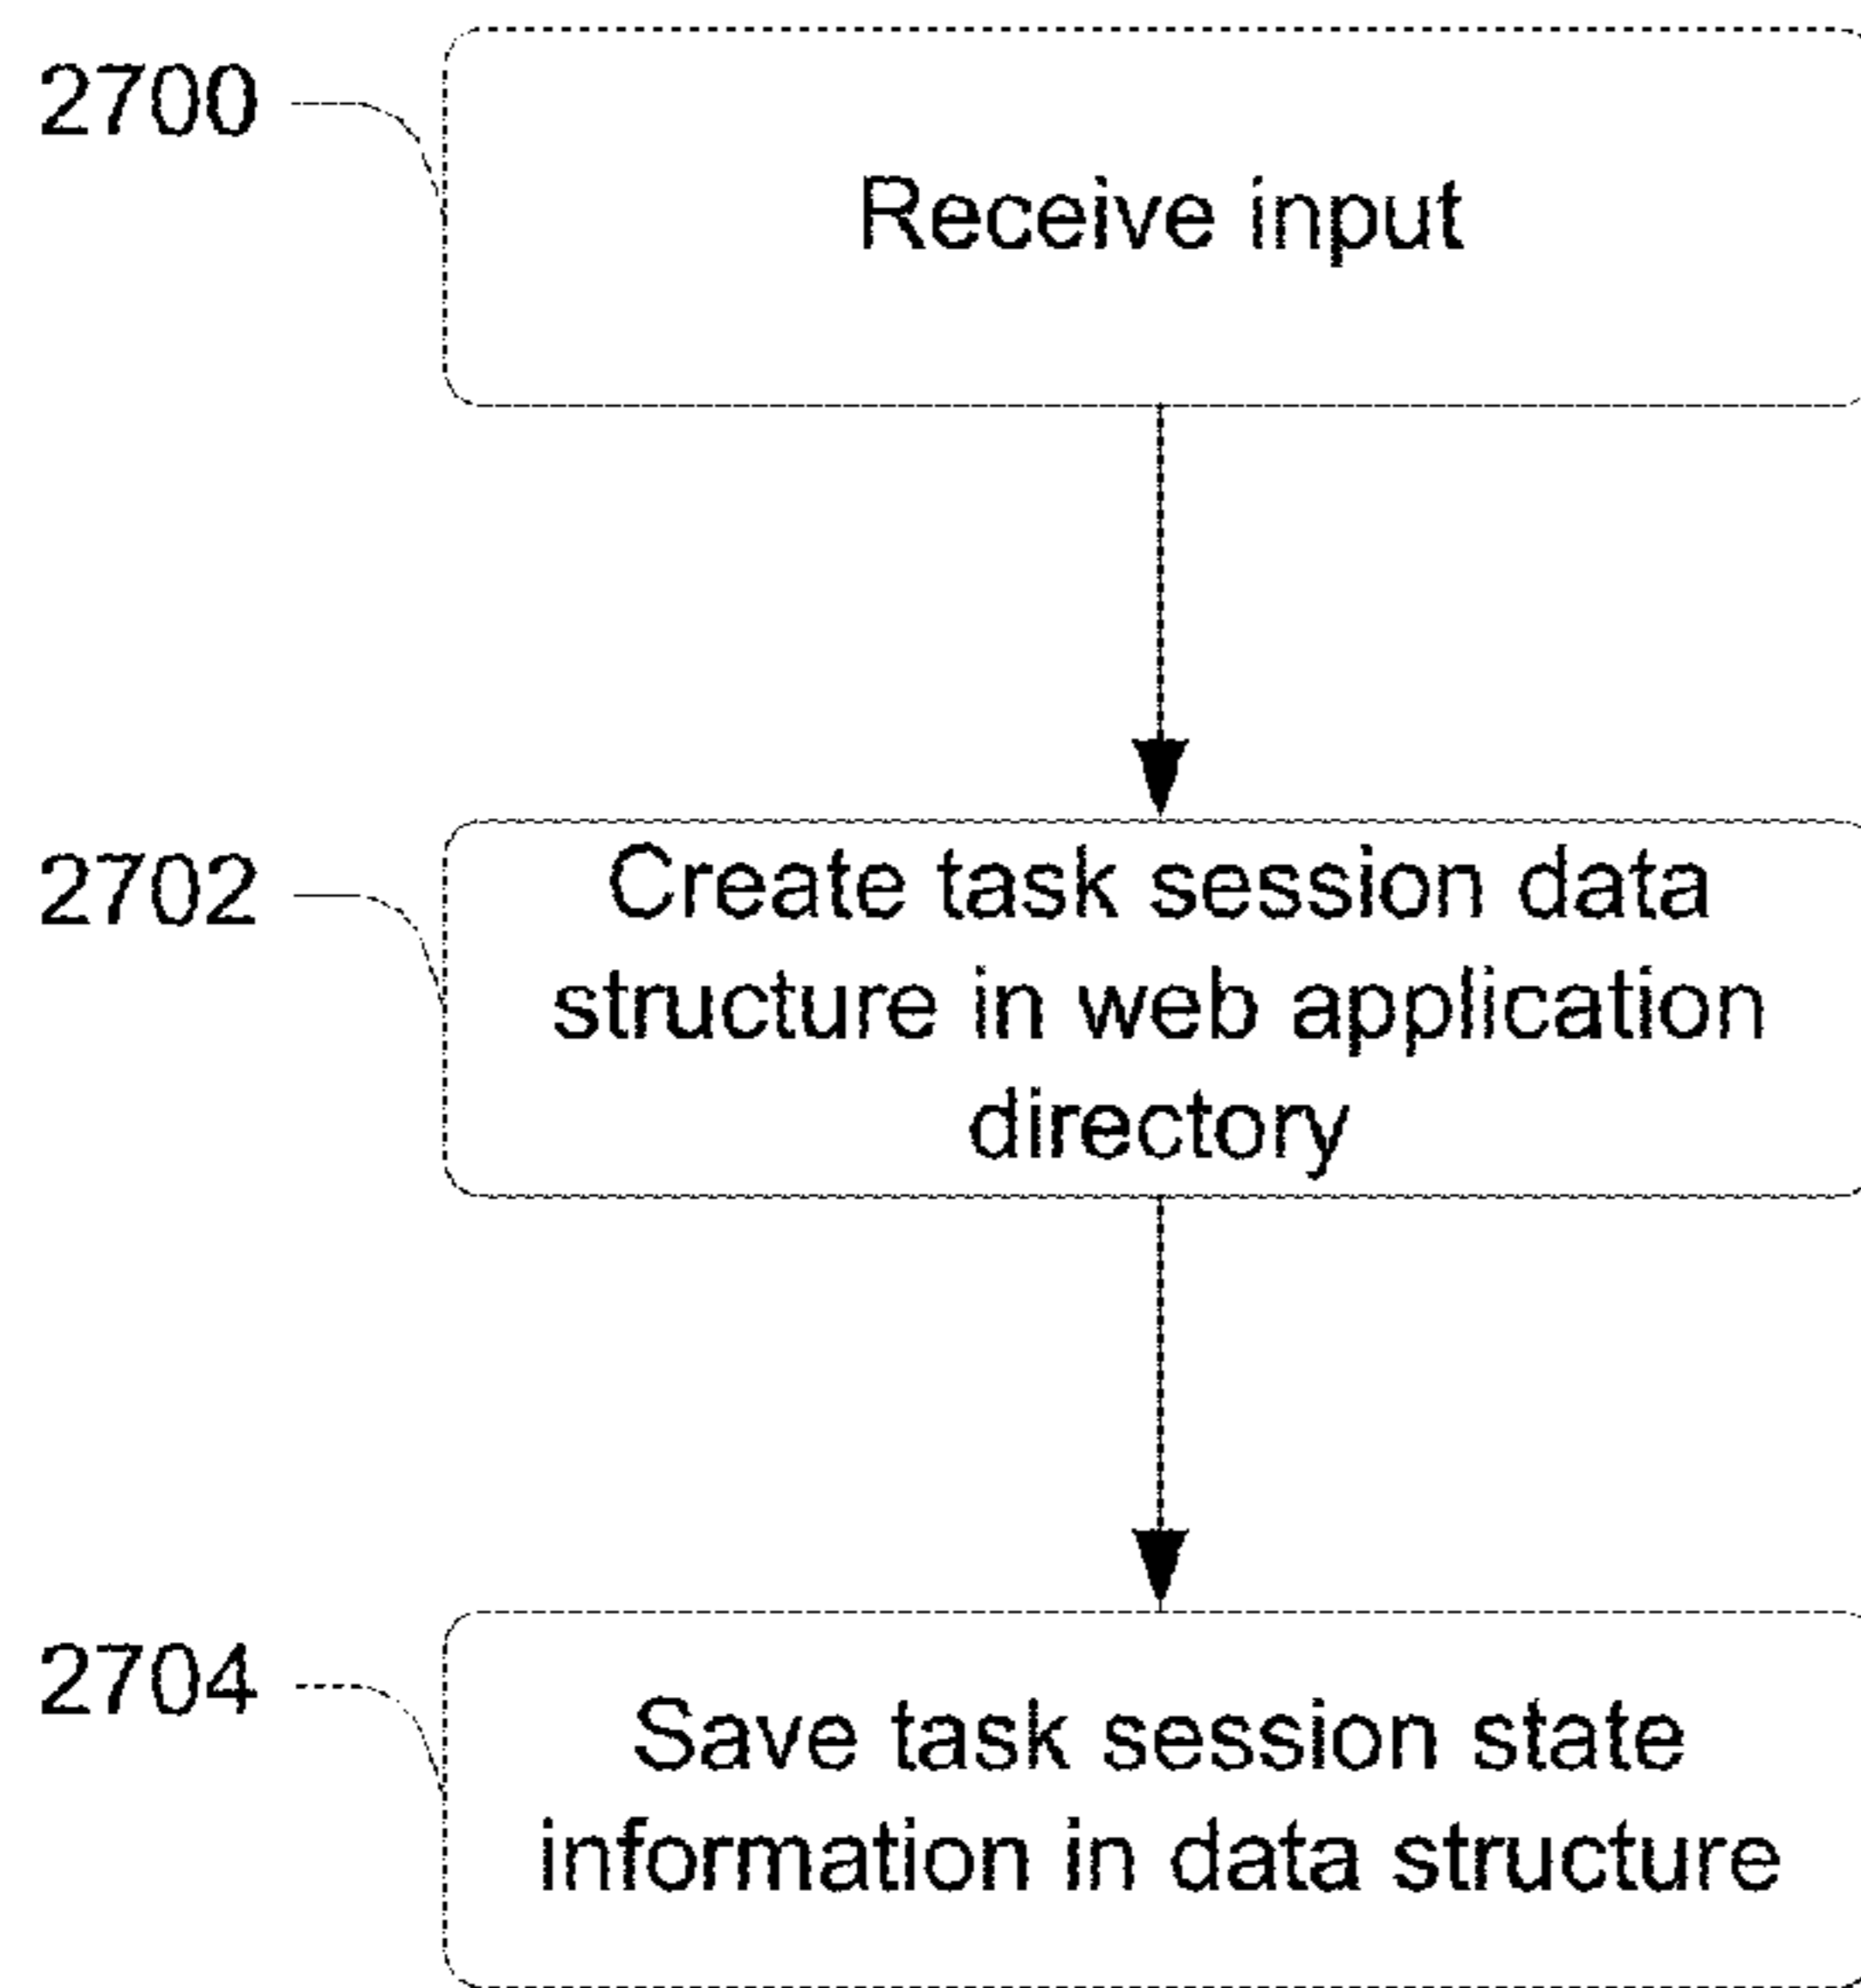 2700
Receive input
2702
Create task session data
structure in web application
directory
2704
Save task session state
information in data structure